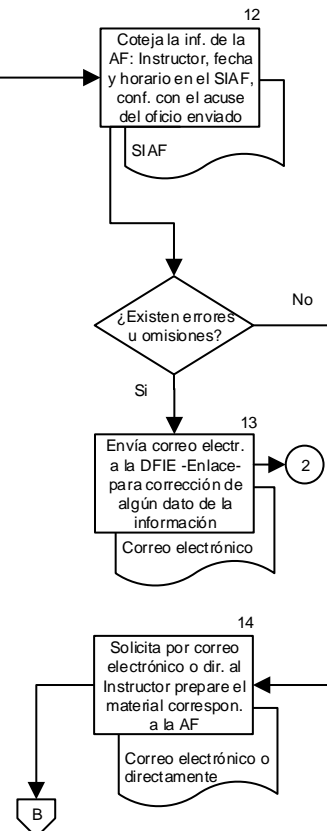 12
Coteja la inf. de la
AF: Instructor, fecha
y horario en el SIAF,
conf. con el acuse
del oficio enviado
SIAF
¿Existen errores
u omisiones?
No
Si
13
Envía correo electr.
a la DFIE -Enlace-
para corrección de
algún dato de la
información
2
Correo electrónico
14
Solicita por correo
electrónico o dir. al
Instructor prepare el
material correspon.
a la AF
Correo electrónico o
directamente
B